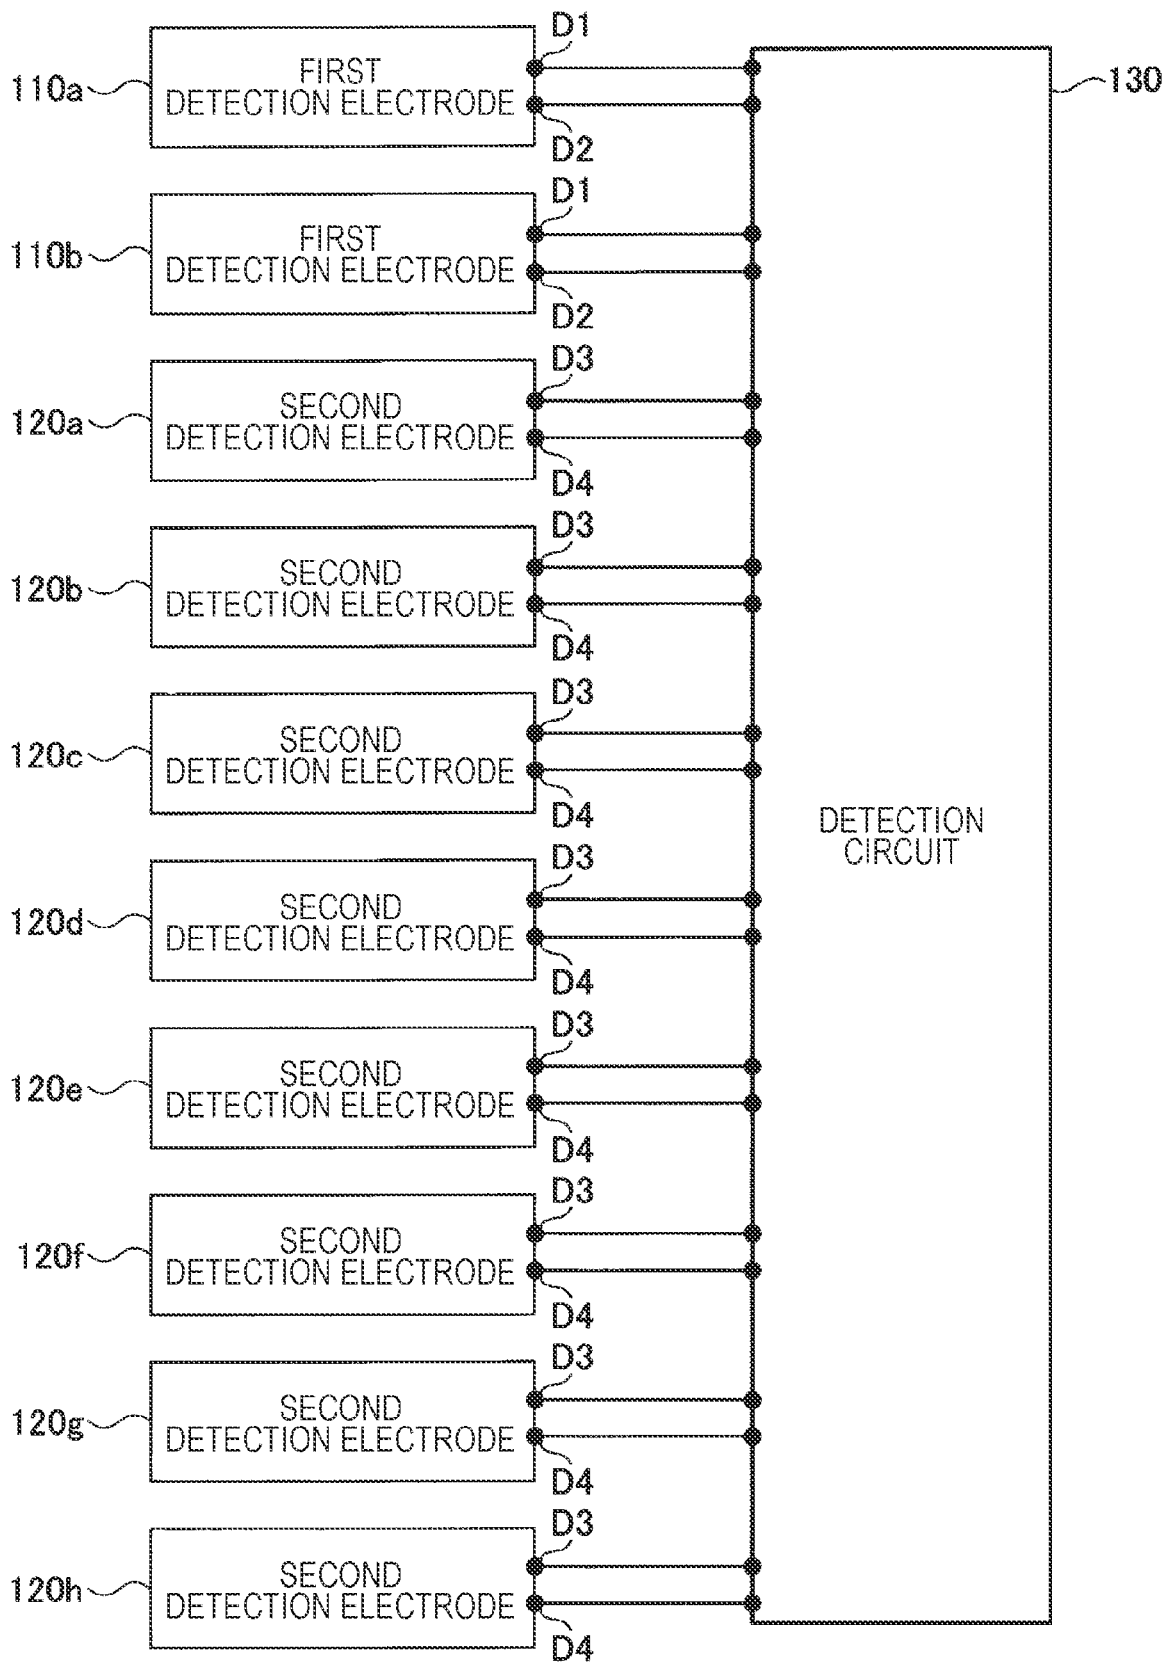 D1
110a
FIRST
DETECTION ELECTRODE
D2
130
D1
110b
FIRST
DETECTION ELECTRODE
D2
D3
120a
SECOND
DETECTION ELECTRODE
D4
D3
120b
SECOND
DETECTION ELECTRODE
D4
D3
120c
SECOND
DETECTION ELECTRODE
D4
DETECTION
CIRCUIT
D3
120d
SECOND
DETECTION ELECTRODE
D4
D3
120e
SECOND
DETECTION ELECTRODE
D4
D3
120f
SECOND
DETECTION ELECTRODE
D4
D3
120g
SECOND
DETECTION ELECTRODE
D4
D3
120h
SECOND
DETECTION ELECTRODE
D4